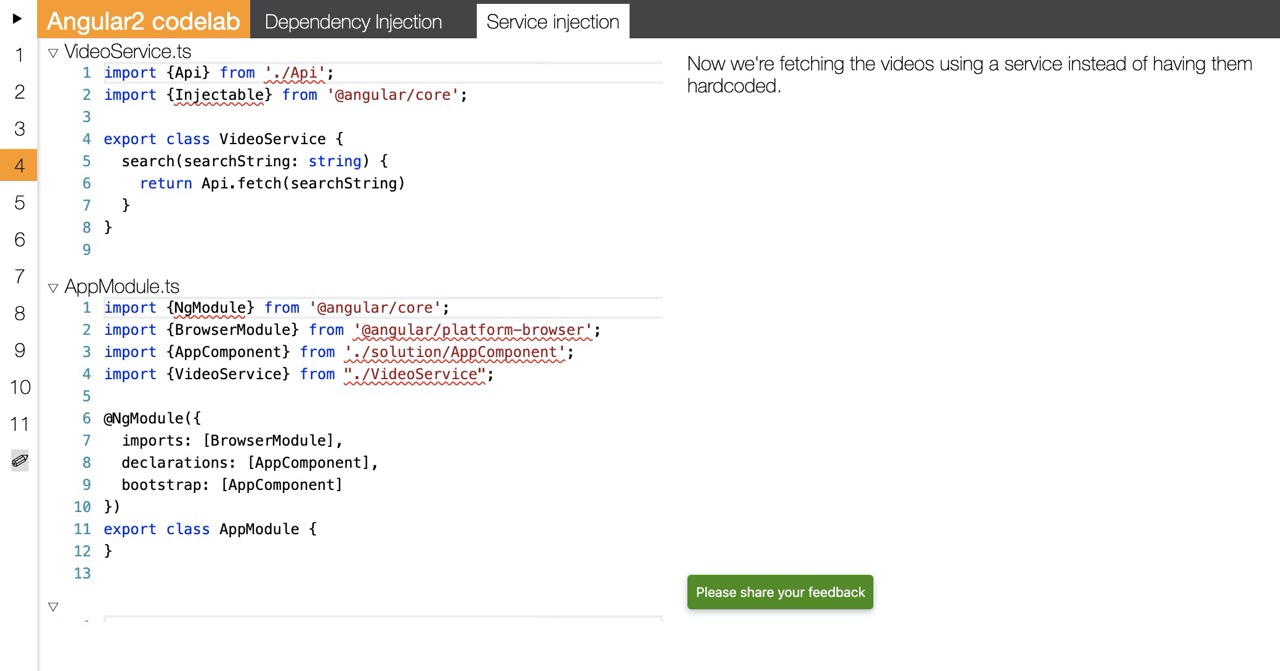 Angular2 codelab
Dependency Injection
Service injection
1
2
3
4
5
6
7
8
9
10
11
VideoService.ts
1 import {Api} from './Api';
2 import {Injectable} from '@angular/core';
3
4 export class VideoService {
5 search(searchString: string) {
6 return Api.fetch(searchString)
7 }
8 }
9
AppModule.ts
1 import {NgModule} from '@angular/core';
2 import {BrowserModule} from '@angular/platform-browser';
3 import {AppComponent} from './solution/AppComponent';
4 import {VideoService} from "./VideoService";
5
6 @NgModule({
7 imports: [BrowserModule],
8 declarations: [AppComponent],
9 bootstrap: [AppComponent]
10 })
11 export class AppModule {
12 }
13
Now we're fetching the videos using a service instead of having them
hardcoded.
Please share your feedback